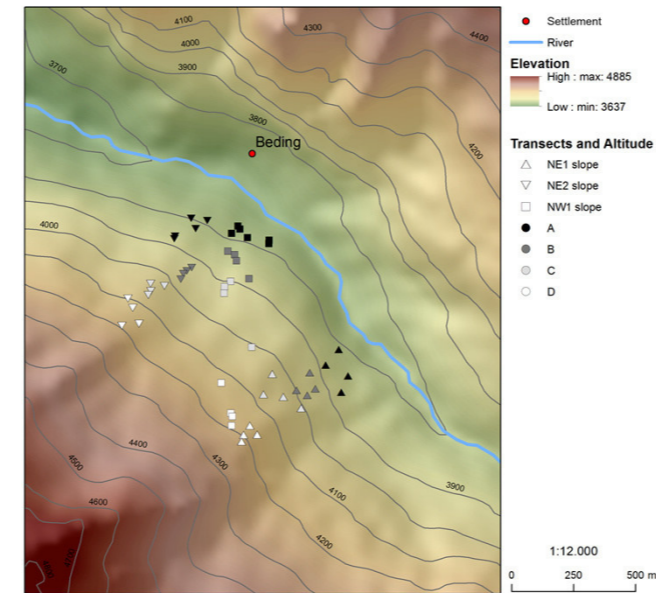 4100
4300
4400
4000
3900
3700
3800
Beding
4200
4000
4400
4300
4500
4600
4100
3900
4200
Settlement
River
Elevation
High : max: 4885
Low : min: 3637
Transects and Altitude
NE1 slope
NE2 slope
NW1 slope
A
B
C
D
1:12.000
0 250 500 m